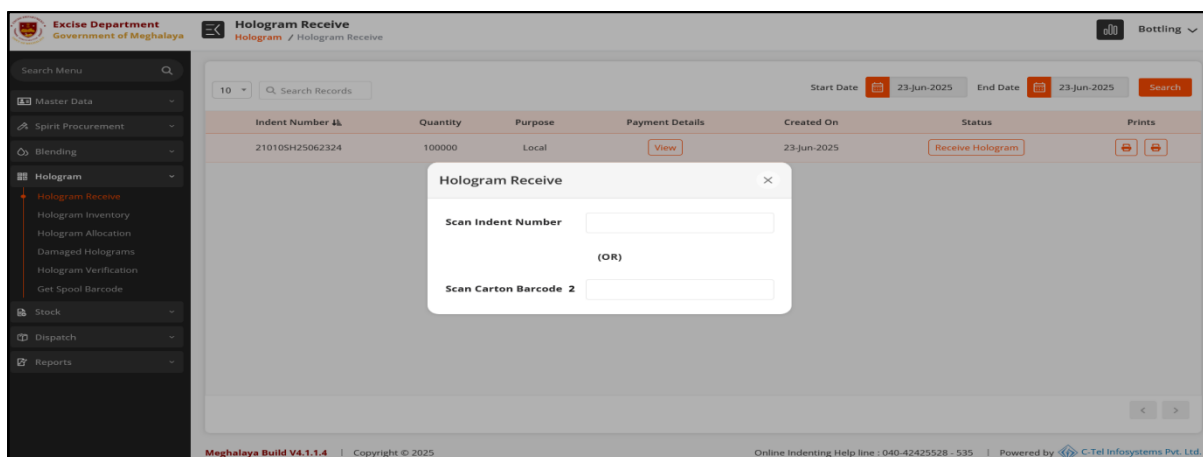 Excise Department
Government of Meghalaya
Hologram Receive
Hologram / Hologram Receive
Bottling
Search Menu
Master Data
Spirit Procurement
Blending
Hologram
Hologram Receive
Hologram Inventory
Hologram Allocation
Damaged Holograms
Hologram Verification
Get Spool Barcode
Stock
Dispatch
Reports
10 Search Records Start Date 23-Jun-2025 End Date 23-Jun-2025 Search
Indent Number Quantity Purpose Payment Details Created On Status Prints
210105H25062324 100000 Local View 23-Jun-2025 Receive Hologram
Hologram Receive
Scan Indent Number
(OR)
Scan Carton Barcode 2
< >
Meghalaya Build V4.1.1.4 | Copyright © 2025 Online Indenting Help line : 040-42425528 - 535 | Powered by C-Tel Infosystems Pvt. Ltd.